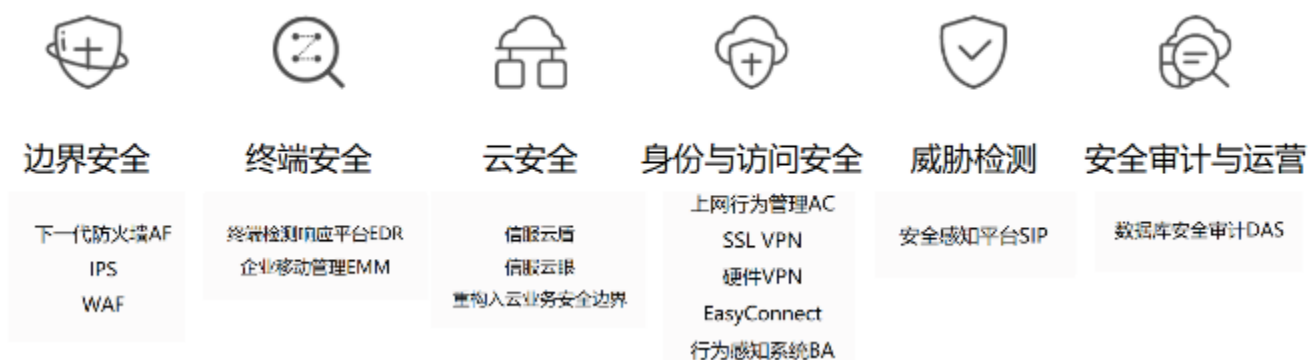 边界安全
终端安全
云安全
身份与访问安全
威胁检测
安全审计与运营
下一代防火墙AF
IPS
WAF
终端检测响应平台EDR
企业移动管理EMM
信服云盾
信服云眼
重构入云业务安全边界
上网行为管理AC
SSL VPN
硬件VPN
EasyConnect
行为感知系统BA
安全感知平台SIP
数据库安全审计DAS